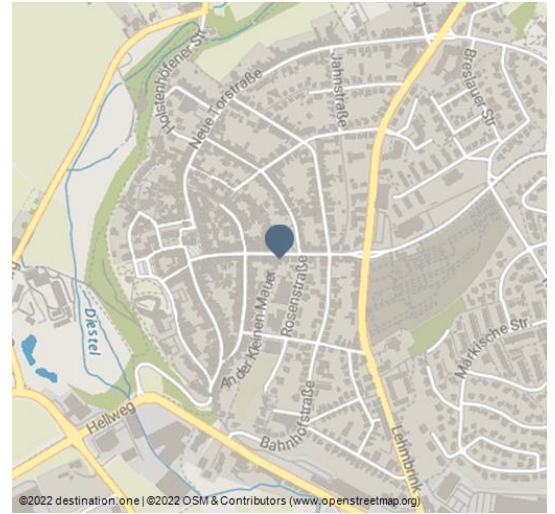 Hollstenhöfener Str.
Neue Torstraße
Jahnstraße
Breslauer Str
Diestel
An der Kleinen Mauer
Rosenstraße
Märkische Str.
Hellweg
Bahnhofstraße
Lehmbrink
©2022 destination.one | ©2022 OSM & Contributors (www.openstreetmap.org)